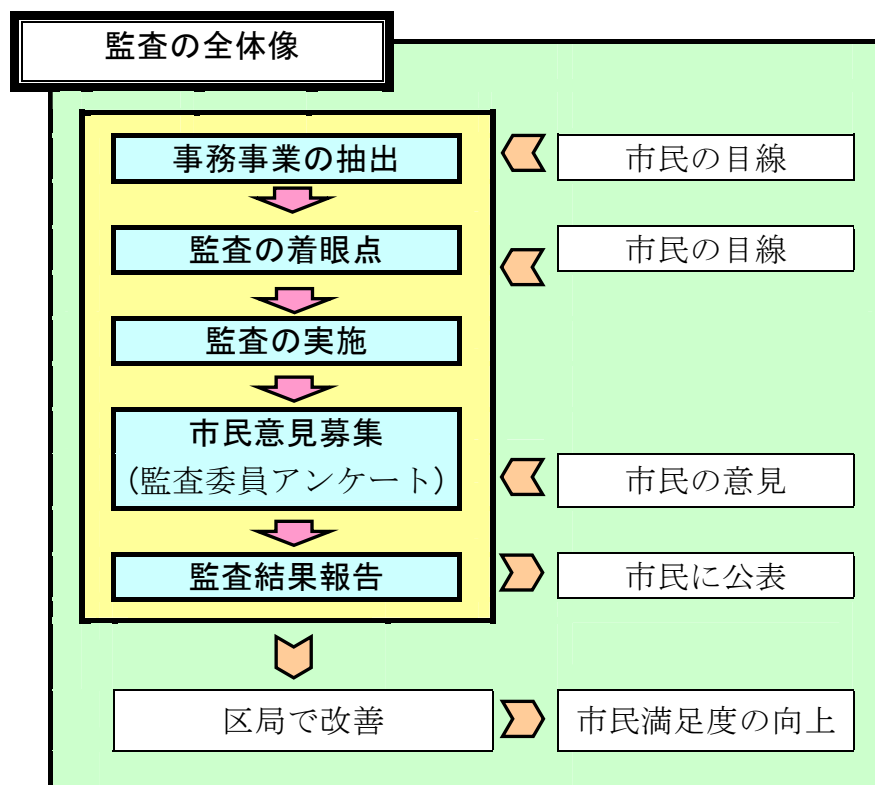 監査の全体像
事務事業の抽出
市民の目線
監査の着眼点
市民の目線
監査の実施
市民意見募集
(監査委員アンケート)
市民の意見
監査結果報告
市民に公表
区局で改善
市民満足度の向上